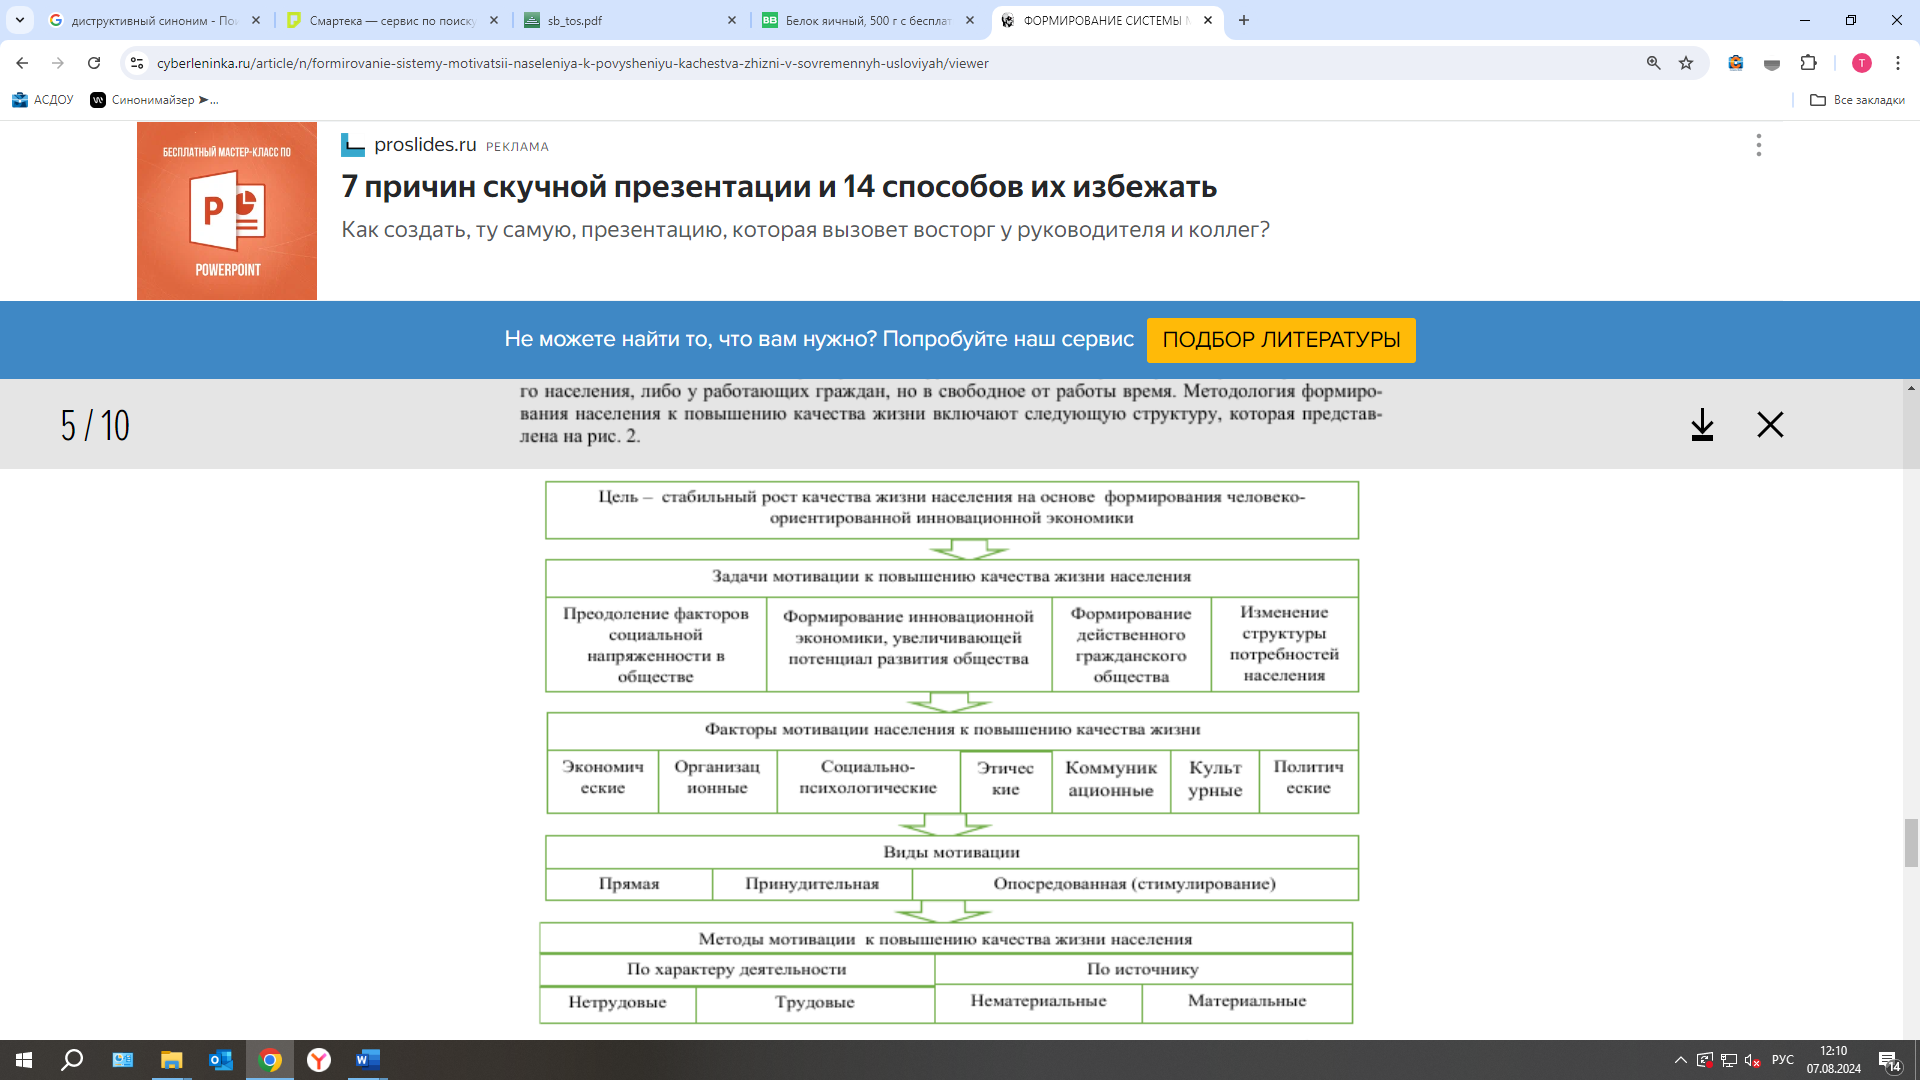 диструктивный синоним - Пои
Смартека — сервис по поиску
sb_tos.pdf
Белок яичный, 500 г с бесплат
ФОРМИРОВАНИЕ СИСТЕМЫ М
cyberleninka.ru/article/n/formirovanie-sistemy-motivatsii-naseleniya-k-povysheniyu-kachestva-zhizni-v-sovremennyh-usloviyah/viewer
T
АСДОУ
Синонимайзер ➤...
Все закладки
БЕСПЛАТНЫЙ МАСТЕР-КЛАСС ПО
P
POWERPOINT
proslides.ru РЕКЛАМА
7 причин скучной презентации и 14 способов их избежать
Как создать, ту самую, презентацию, которая вызовет восторг у руководителя и коллег?
Не можете найти то, что вам нужно? Попробуйте наш сервис
ПОДБОР ЛИТЕРАТУРЫ
5 / 10
го населения, либо у работающих граждан, но в свободное от работы время. Методология формиро-
вания населения к повышению качества жизни включают следующую структуру, которая представ-
лена на рис. 2.
Цель – стабильный рост качества жизни населения на основе формирования человеко-
ориентированной инновационной экономики
Задачи мотивации к повышению качества жизни населения
Преодоление факторов
социальной
напряженности в
обществе
Формирование инновационной
экономики, увеличивающей
потенциал развития общества
Формирование
действенного
гражданского
общества
Изменение
структуры
потребностей
населения
Факторы мотивации населения к повышению качества жизни
Экономич
еские
Организац
ионные
Социально-
психологические
Этичес
кие
Коммуник
ационные
Культ
урные
Политич
еские
Виды мотивации
Прямая
Принудительная
Опосредованная (стимулирование)
Методы мотивации к повышению качества жизни населения
По характеру деятельности
По источнику
Нетрудовые
Трудовые
Нематериальные
Материальные
РУС
12:10
07.08.2024
14